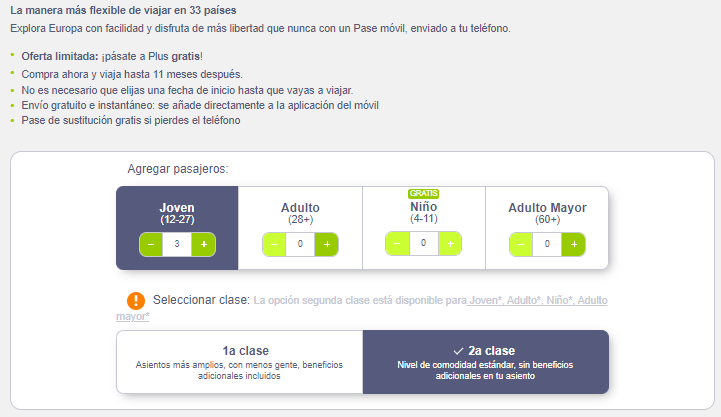 La manera más flexible de viajar en 33 países
Explora Europa con facilidad y disfruta de más libertad que nunca con un Pase móvil, enviado a tu teléfono.
• Oferta limitada: ¡pásate a Plus gratis!
• Compra ahora y viaja hasta 11 meses después.
• No es necesario que elijas una fecha de inicio hasta que vayas a viajar.
• Envío gratuito e instantáneo: se añade directamente a la aplicación del móvil
• Pase de sustitución gratis si pierdes el teléfono
Agregar pasajeros:
GRATIS
Joven Adulto Niño Adulto Mayor
(12-27) (28+) (4-11) (60+)
− 3 + − 0 + − 0 + − 0 +
Seleccionar clase: La opción segunda clase está disponible para Joven*, Adulto*, Niño*, Adulto
mayor*
1a clase
Asientos más amplios, con menos gente, beneficios
adicionales incluidos
2a clase
Nivel de comodidad estándar, sin beneficios
adicionales en tu asiento